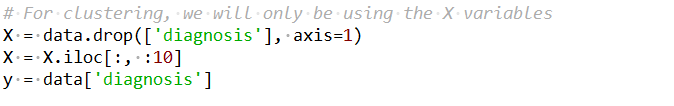 # For clustering, we will only be using the X variables
X = data.drop(['diagnosis'], axis=1)
X = X.iloc[:, :10]
y = data['diagnosis']